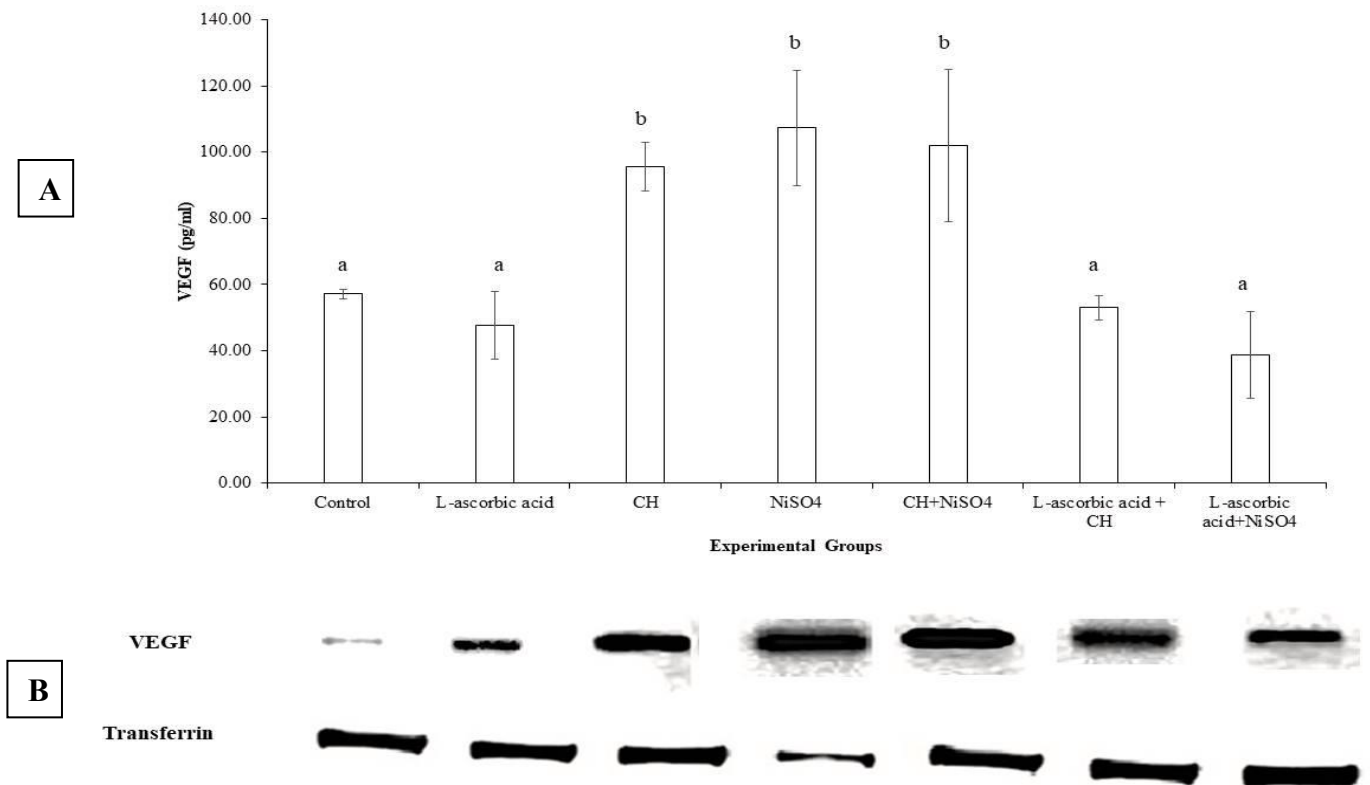 A
VEGF (pg/ml)
140.00
120.00
100.00
80.00
60.00
40.00
20.00
0.00
a
a
b
b
b
a
a
Control
L-ascorbic acid
CH
NiSO4
CH+NiSO4
L-ascorbic acid +
CH
L-ascorbic
acid+NiSO4
Experimental Groups
B
VEGF
Transferrin